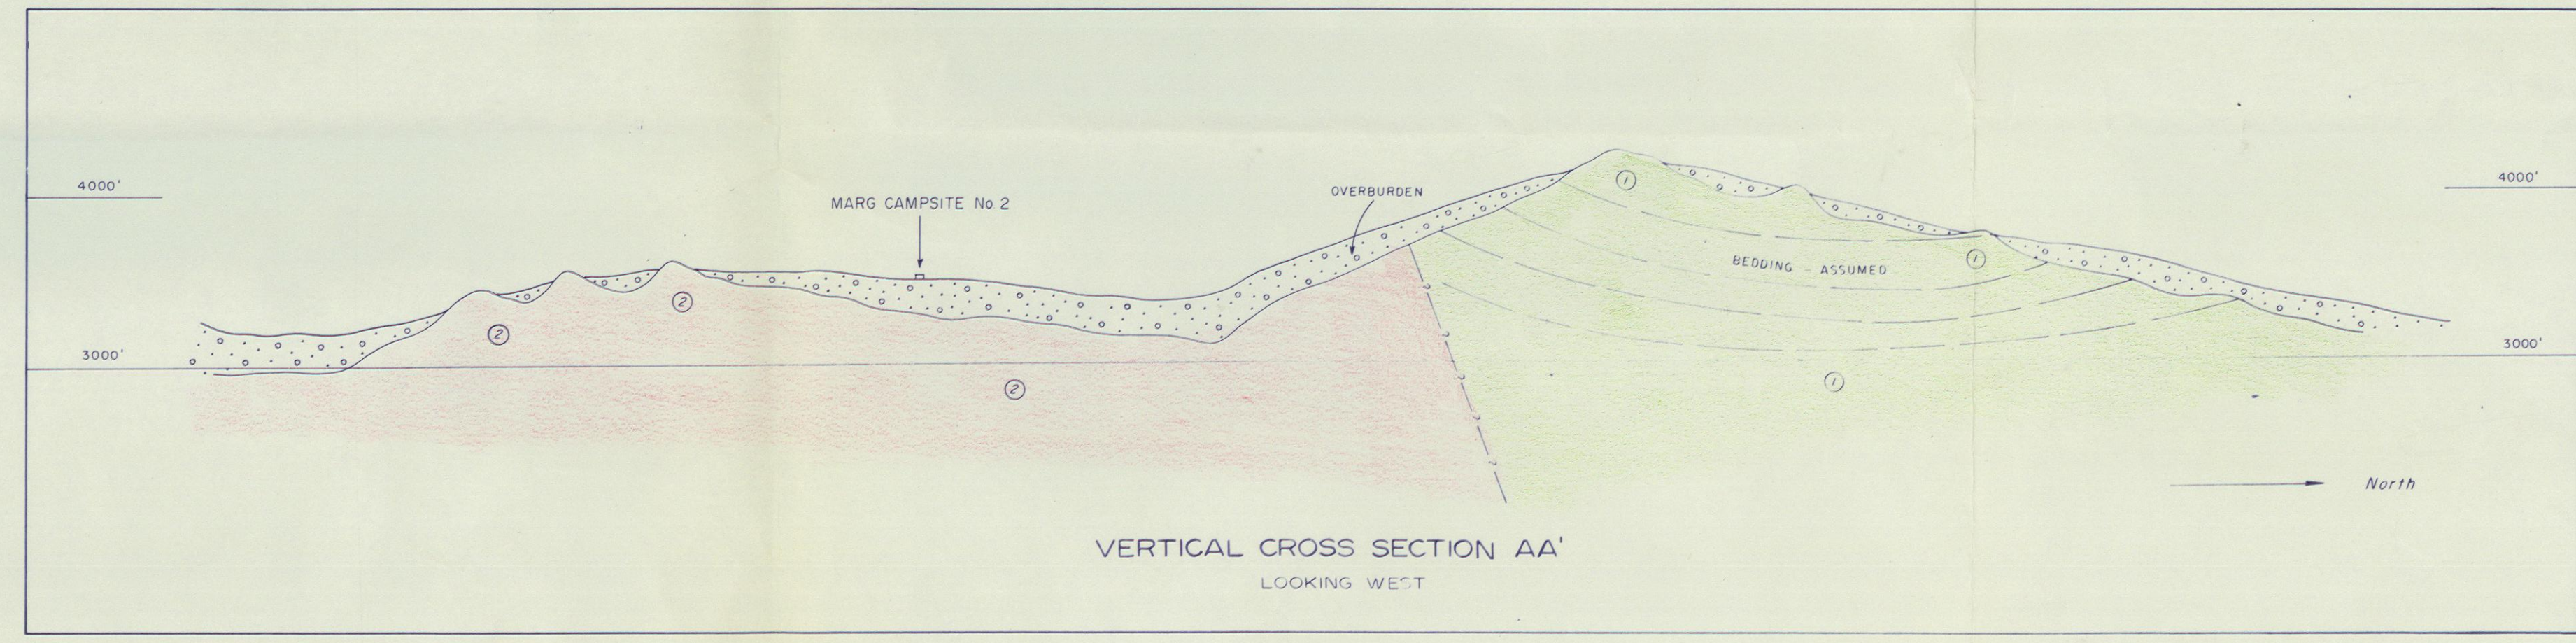 4000'
4000'
MARG CAMPSITE No 2
OVERBURDEN
1
BEDDING - ASSUMED
1
2
2
3000'
3000'
2
1
?
?
?
?
?
North
VERTICAL CROSS SECTION AA'
LOOKING WEST